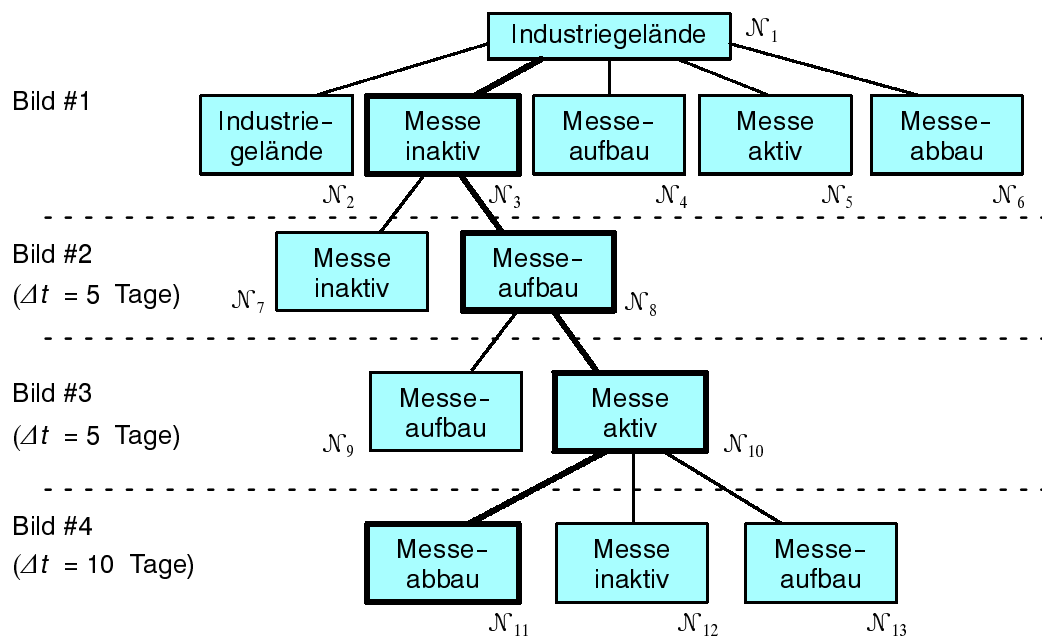 Industriegelände
𝒩1
Bild #1
Industrie-
gelände
Messe
inaktiv
Messe-
aufbau
Messe
aktiv
Messe-
abbau
𝒩2
𝒩3
𝒩4
𝒩5
𝒩6
Bild #2
(Δt = 5 Tage)
Messe
inaktiv
Messe-
aufbau
𝒩7
𝒩8
Bild #3
(Δt = 5 Tage)
Messe-
aufbau
Messe
aktiv
𝒩9
𝒩10
Bild #4
(Δt = 10 Tage)
Messe-
abbau
Messe
inaktiv
Messe-
aufbau
𝒩11
𝒩12
𝒩13